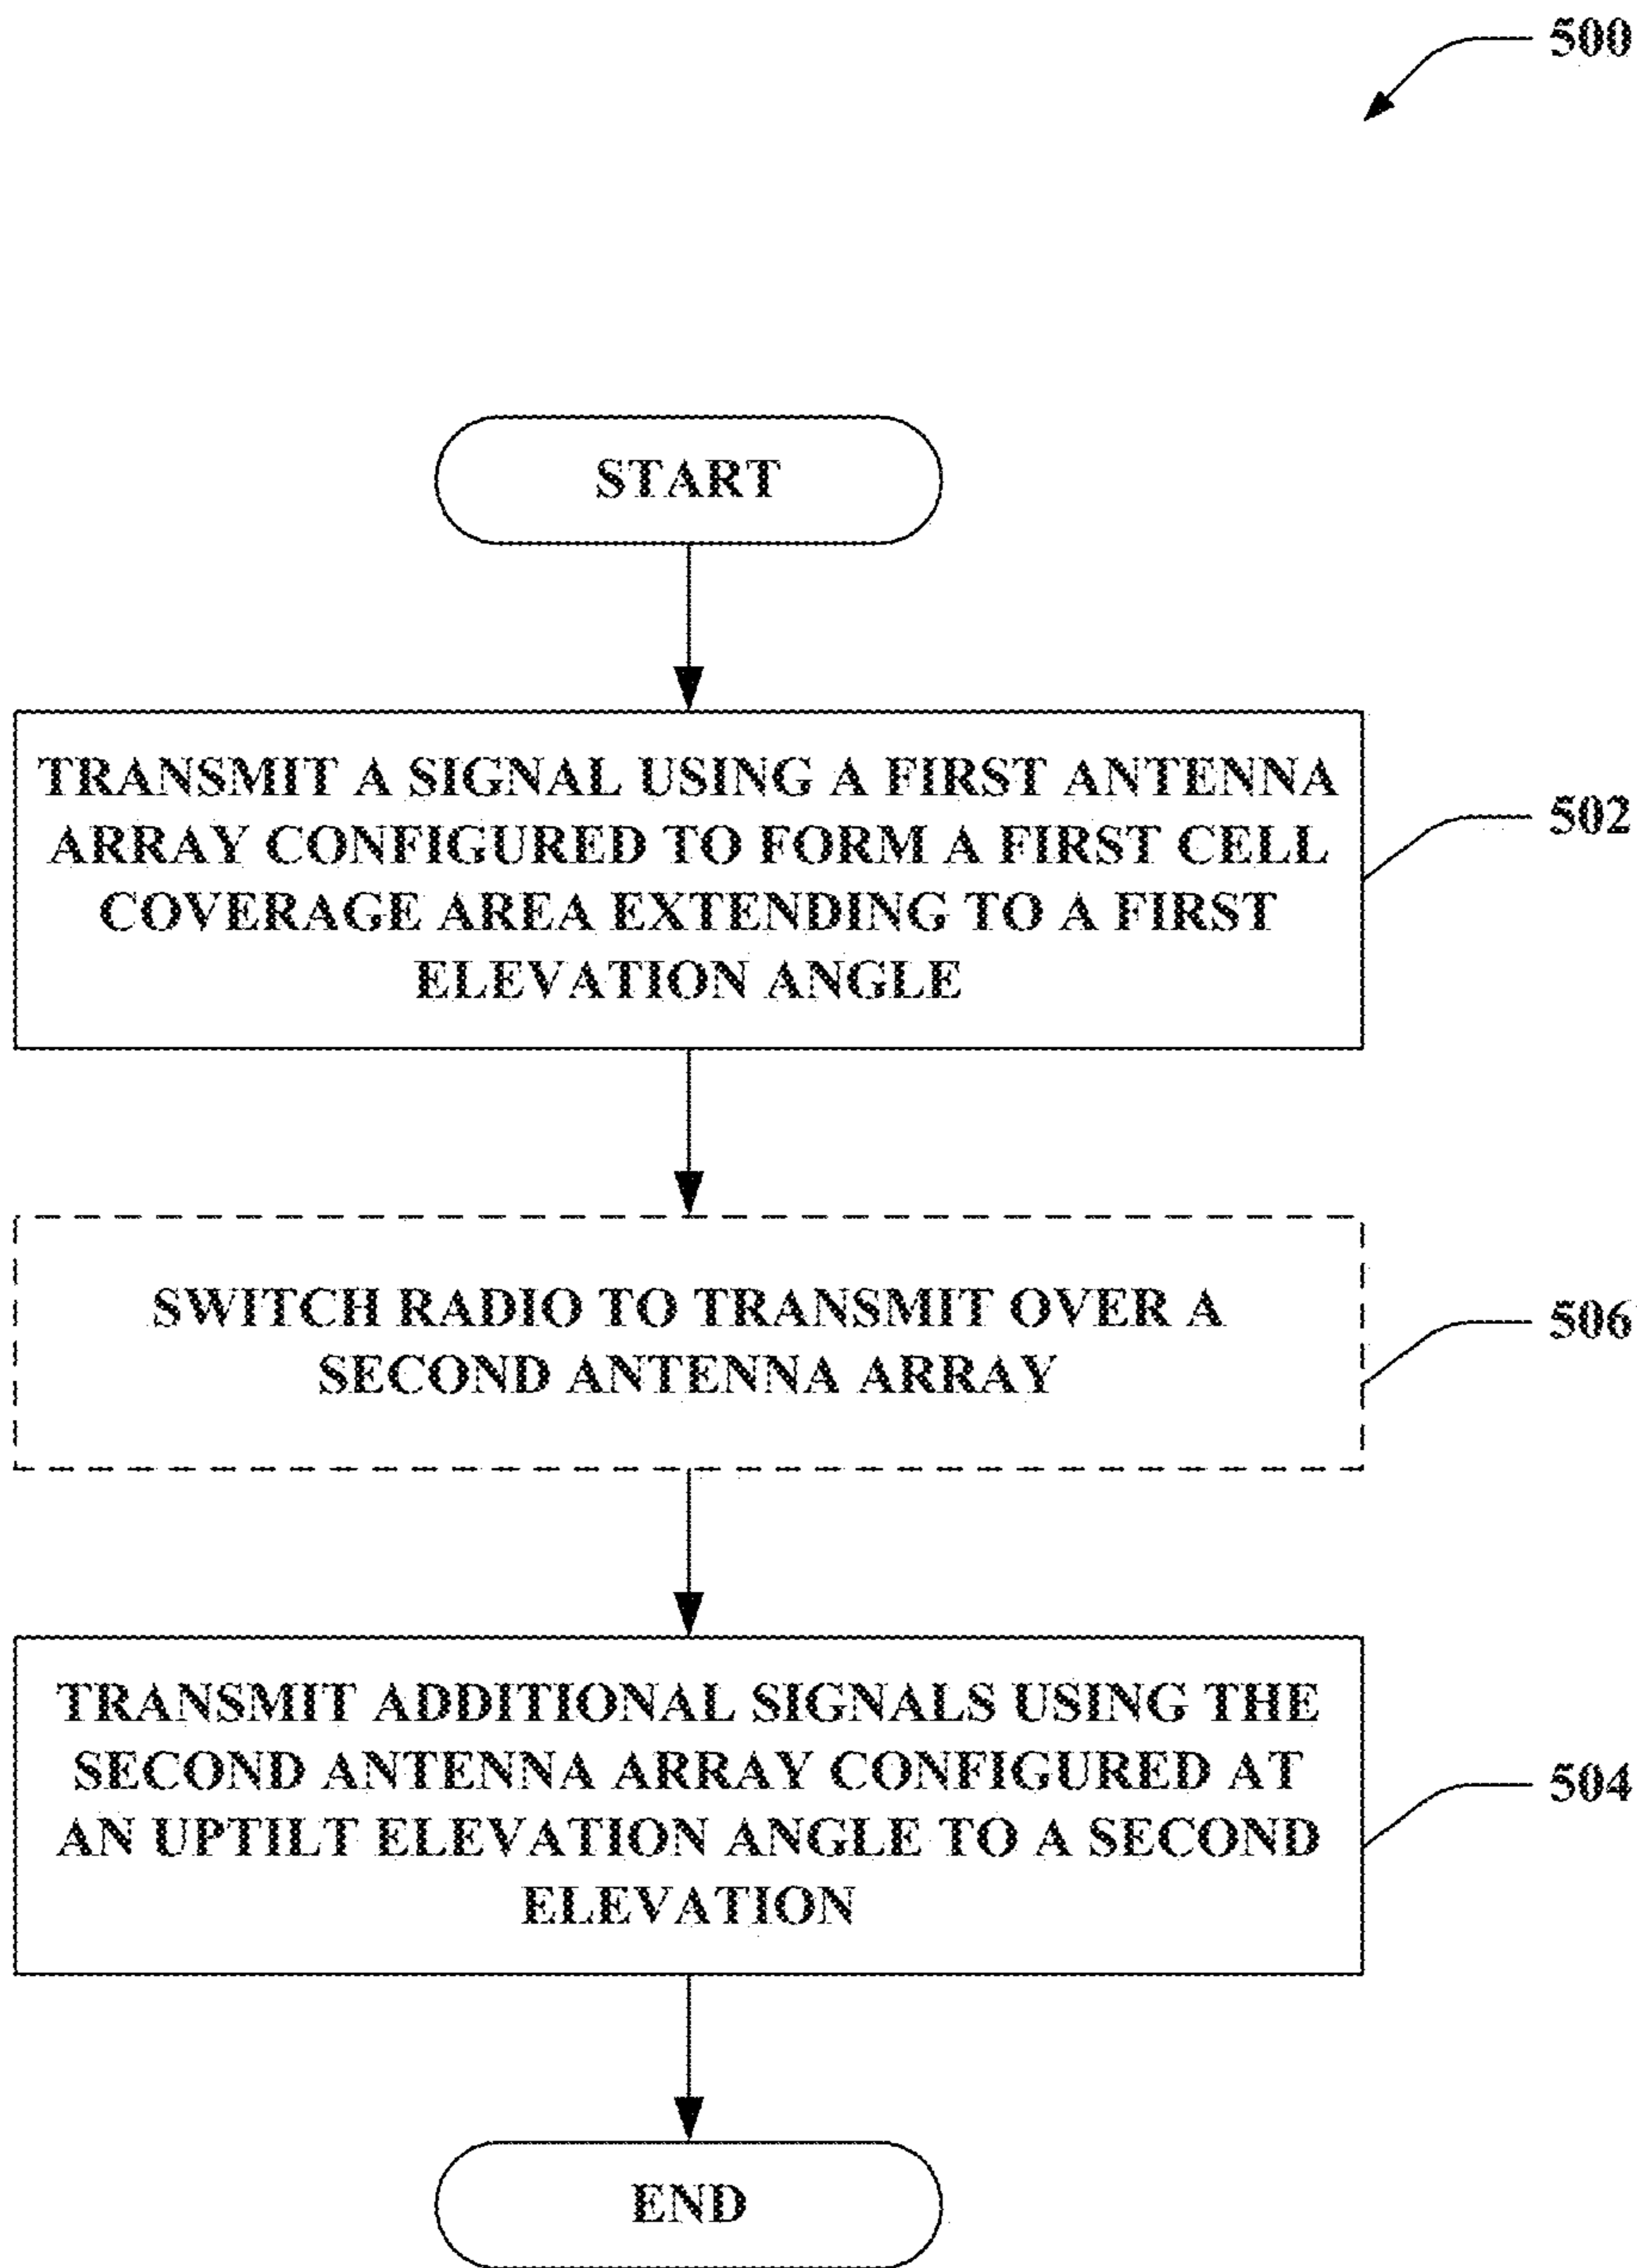 500
START
TRANSMIT A SIGNAL USING A FIRST ANTENNA
ARRAY CONFIGURED TO FORM A FIRST CELL
COVERAGE AREA EXTENDING TO A FIRST
ELEVATION ANGLE
502
SWITCH RADIO TO TRANSMIT OVER A
SECOND ANTENNA ARRAY
506
TRANSMIT ADDITIONAL SIGNALS USING THE
SECOND ANTENNA ARRAY CONFIGURED AT
AN UPTILT ELEVATION ANGLE TO A SECOND
ELEVATION
504
END